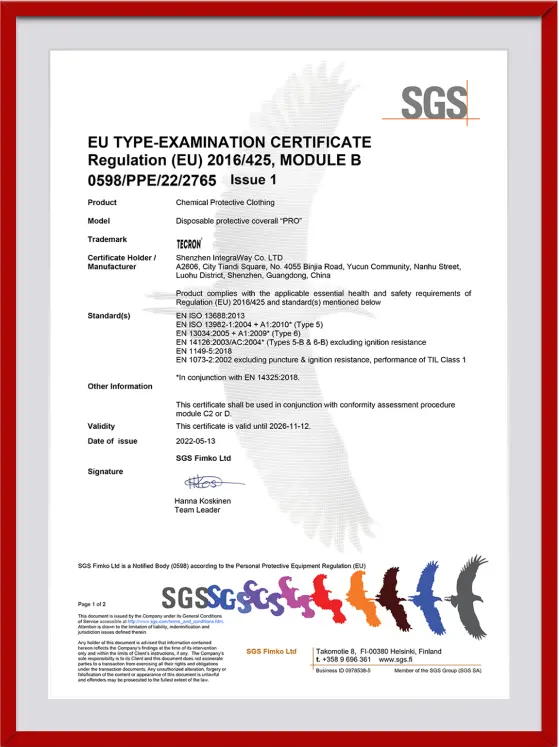 SGS
EU TYPE-EXAMINATION CERTIFICATE
Regulation (EU) 2016/425, MODULE B
0598/PPE/22/2765 Issue 1
Product Chemical Protective Clothing
Model Disposable protective coverall “PRO”
Trademark TECRON
Certificate Holder / Shenzhen IntegraWay Co. LTD
Manufacturer A2606, City Tiandi Square, No. 4055 Binjia Road, Yucun Community, Nanhu Street,
Luohu District, Shenzhen, Guangdong, China
Product complies with the applicable essential health and safety requirements of
Regulation (EU) 2016/425 and standard(s) mentioned below
Standard(s) EN ISO 13688:2013
EN ISO 13982-1:2004 + A1:2010* (Type 5)
EN 13034:2005 + A1:2009* (Type 6)
EN 14126:2003/AC:2004* (Types 5-B & 6-B) excluding ignition resistance
EN 1149-5:2018
EN 1073-2:2002 excluding puncture & ignition resistance, performance of TIL Class 1
*In conjunction with EN 14325:2018.
Other Information
This certificate shall be used in conjunction with conformity assessment procedure
module C2 or D.
Validity This certificate is valid until 2026-11-12.
Date of issue 2022-05-13
SGS Fimko Ltd
Signature
Hanna Koskinen
Team Leader
SGS Fimko Ltd is a Notified Body (0598) according to the Personal Protective Equipment Regulation (EU)
SGS SGS SGS
Page 1 of 2
This document is issued by the Company under its General Conditions
of Service accessible at http://www.sgs.com/terms_and_conditions.htm.
Attention is drawn to the limitation of liability, indemnification and
jurisdiction issues defined therein.
Any holder of this document is advised that information contained
hereon reflects the Company's findings at the time of its intervention
only and within the limits of Client's instructions, if any. The Company's
sole responsibility is to its Client and this document does not exonerate
parties to a transaction from exercising all their rights and obligations
under the transaction documents. Any unauthorized alteration, forgery or
falsification of the content or appearance of this document is unlawful
and offenders may be prosecuted to the fullest extent of the law.
SGS Fimko Ltd
Takomotie 8, FI-00380 Helsinki, Finland
t. +358 9 696 361 www.sgs.fi
Business ID 0978538-5 Member of the SGS Group (SGS SA)